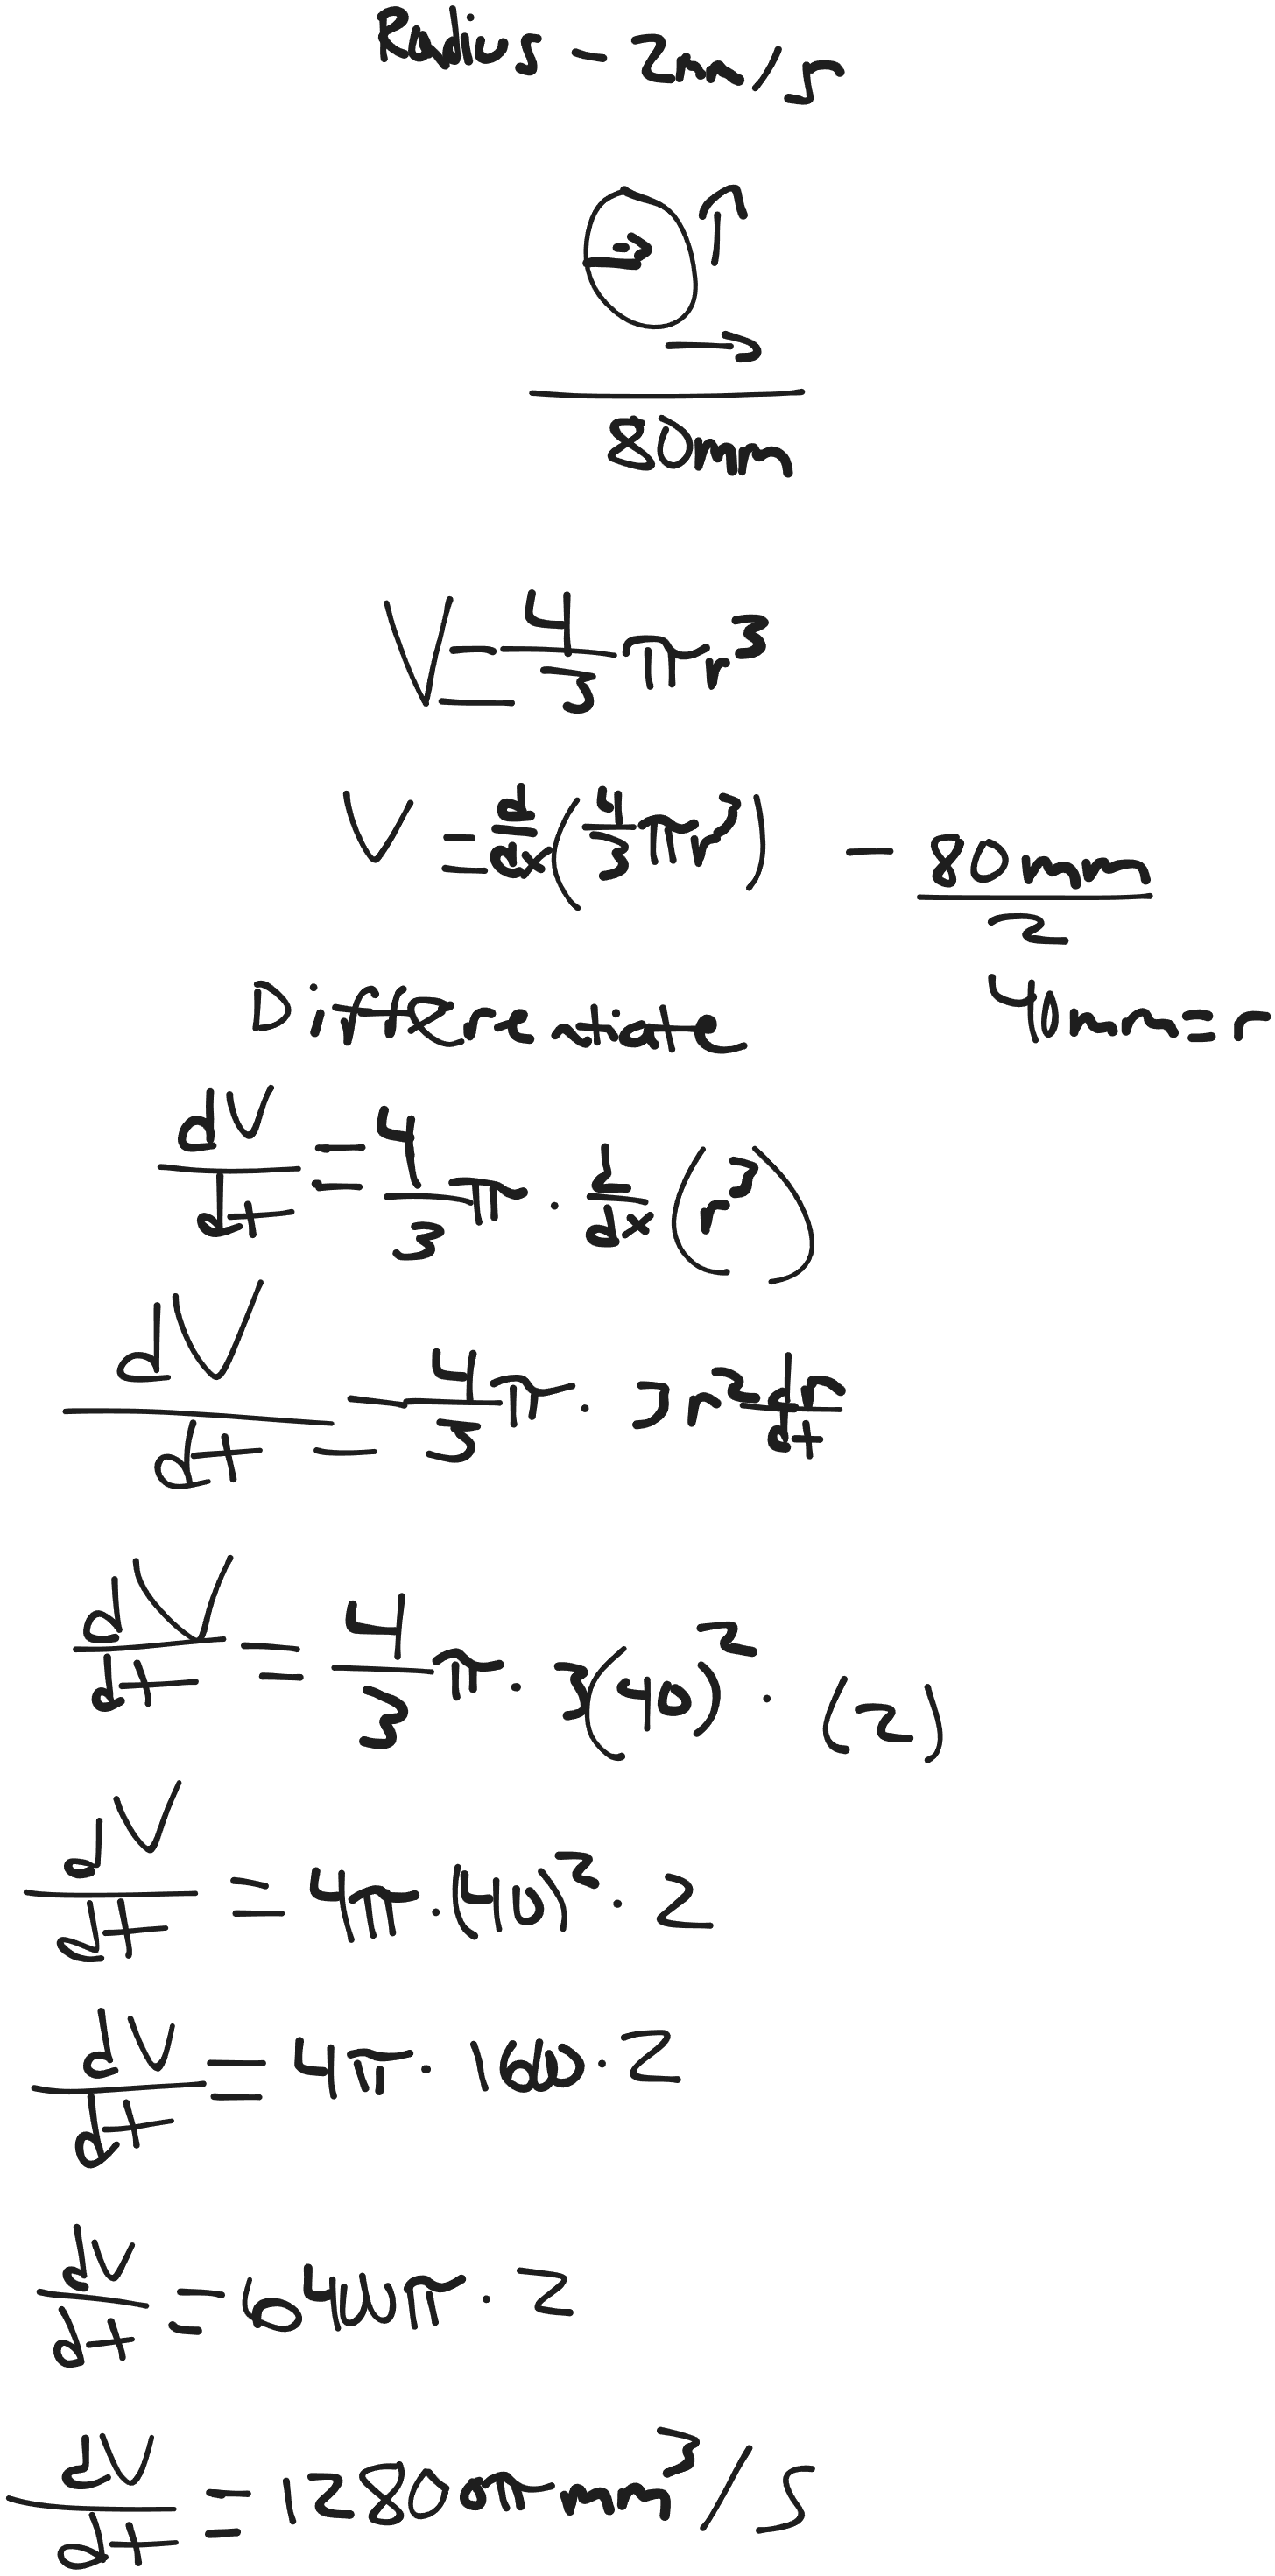 Radius - 2mm/s
80mm
V = 4/3 πr³
V = d/dx (4/3 πr³) - 80mm/2
Differentiate 40mm=r
dV/dt = 4/3 π · d/dx (r³)
dV/dt = 4/3 π · 3r² dr/dt
dV/dt = 4/3 π · 3(40)² · (2)
dV/dt = 4π · (40)² · 2
dV/dt = 4π · 1600 · 2
dV/dt = 6400π · 2
dV/dt = 12800π mm³/s